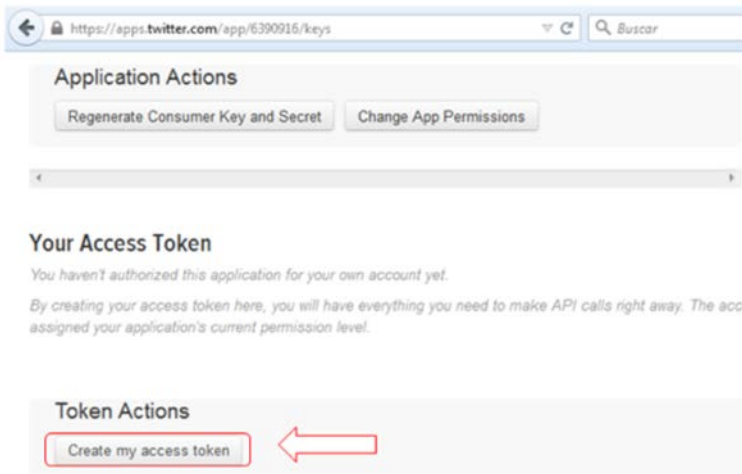 https://apps.twitter.com/app/6390916/keys
Buscar
Application Actions
Regenerate Consumer Key and Secret
Change App Permissions
Your Access Token
You haven't authorized this application for your own account yet.
By creating your access token here, you will have everything you need to make API calls right away. The acc
assigned your application's current permission level.
Token Actions
Create my access token